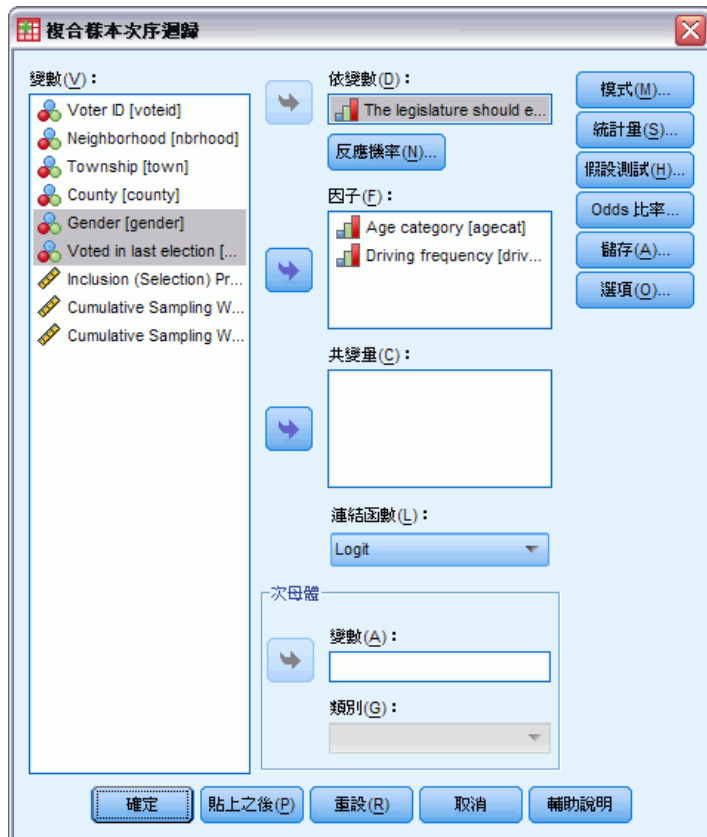 複合樣本次序迴歸
變數(V)：
Voter ID [voteid]
Neighborhood [nbrhood]
Township [town]
County [county]
Gender [gender]
Voted in last election [...
Inclusion (Selection) Pr...
Cumulative Sampling W...
Cumulative Sampling W...
依變數(D)：
The legislature should e...
反應機率(N)...
因子(F)：
Age category [agecat]
Driving frequency [driv...
共變量(C)：
連結函數(L)：
Logit
次母體
變數(A)：
類別(G)：
模式(M)...
統計量(S)...
假設測試(H)...
Odds 比率...
儲存(A)...
選項(O)...
確定
貼上之後(P)
重設(R)
取消
輔助說明